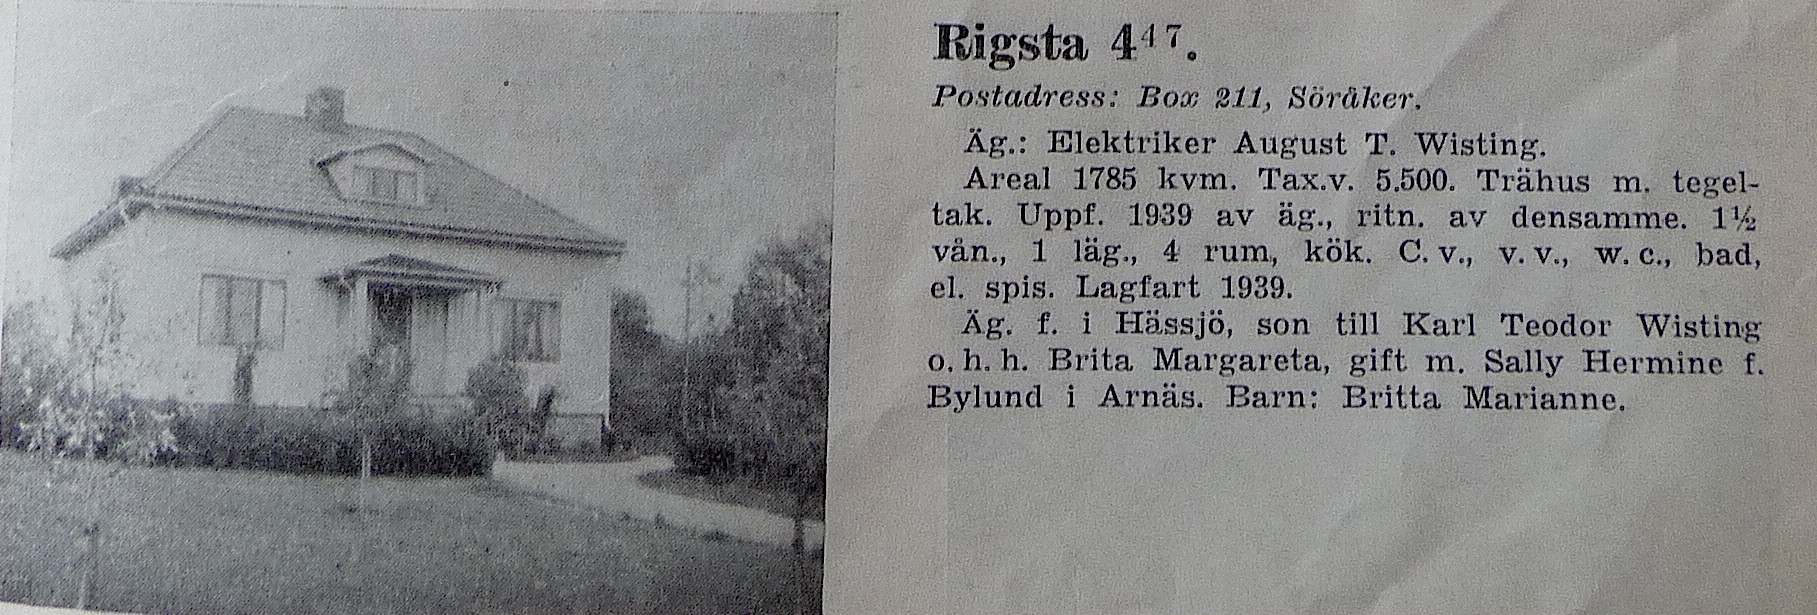 Rigsta 4⁴⁷.
Postadress: Box 211, Söråker.
Äg.: Elektriker August T. Wisting.
Areal 1785 kvm. Tax.v. 5.500. Trähus m. tegel-
tak. Uppf. 1939 av äg., ritn. av densamme. 1½
vån., 1 läg., 4 rum, kök. C. v., v. v., w. c., bad,
el. spis. Lagfart 1939.
Äg. f. i Hässjö, son till Karl Teodor Wisting
o. h. h. Brita Margareta, gift m. Sally Hermine f.
Bylund i Arnäs. Barn: Britta Marianne.